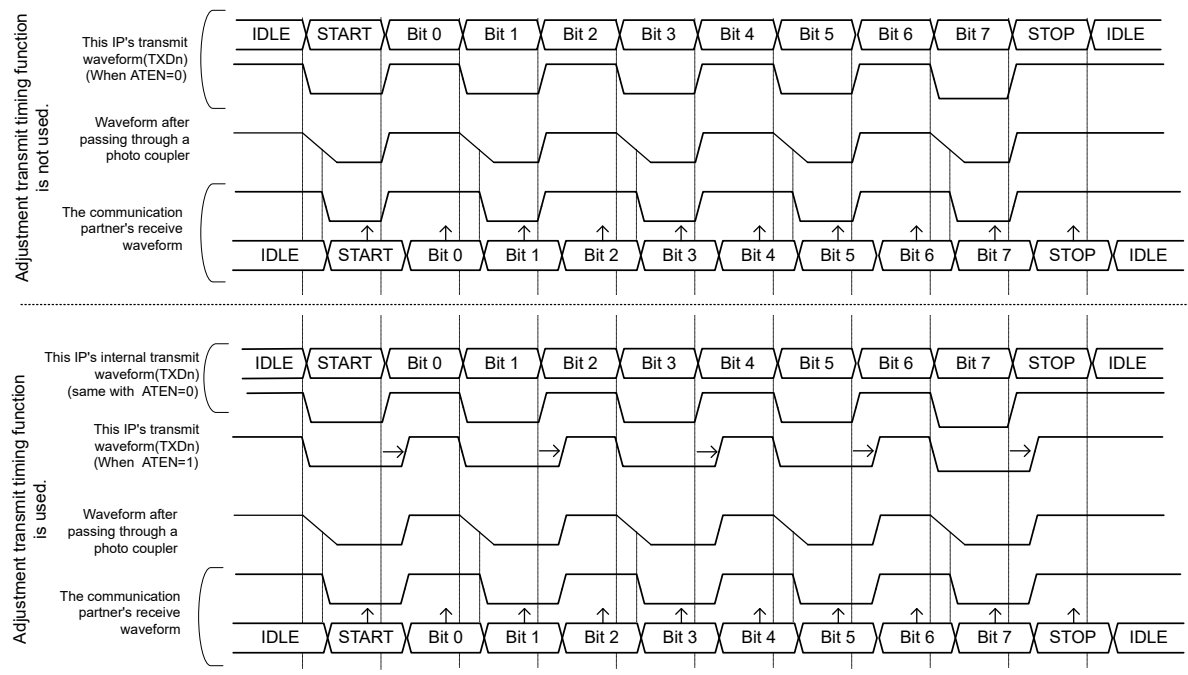 Adjustment transmit timing function
is not used.
This IP's transmit
waveform(TXDn)
(When ATEN=0)
IDLE START Bit 0 Bit 1 Bit 2 Bit 3 Bit 4 Bit 5 Bit 6 Bit 7 STOP IDLE
Waveform after
passing through a
photo coupler
The communication
partner's receive
waveform
IDLE START Bit 0 Bit 1 Bit 2 Bit 3 Bit 4 Bit 5 Bit 6 Bit 7 STOP IDLE
Adjustment transmit timing function
is used.
This IP's internal transmit
waveform(TXDn)
(same with ATEN=0)
IDLE START Bit 0 Bit 1 Bit 2 Bit 3 Bit 4 Bit 5 Bit 6 Bit 7 STOP IDLE
This IP's transmit
waveform(TXDn)
(When ATEN=1)
Waveform after
passing through a
photo coupler
The communication
partner's receive
waveform
IDLE START Bit 0 Bit 1 Bit 2 Bit 3 Bit 4 Bit 5 Bit 6 Bit 7 STOP IDLE